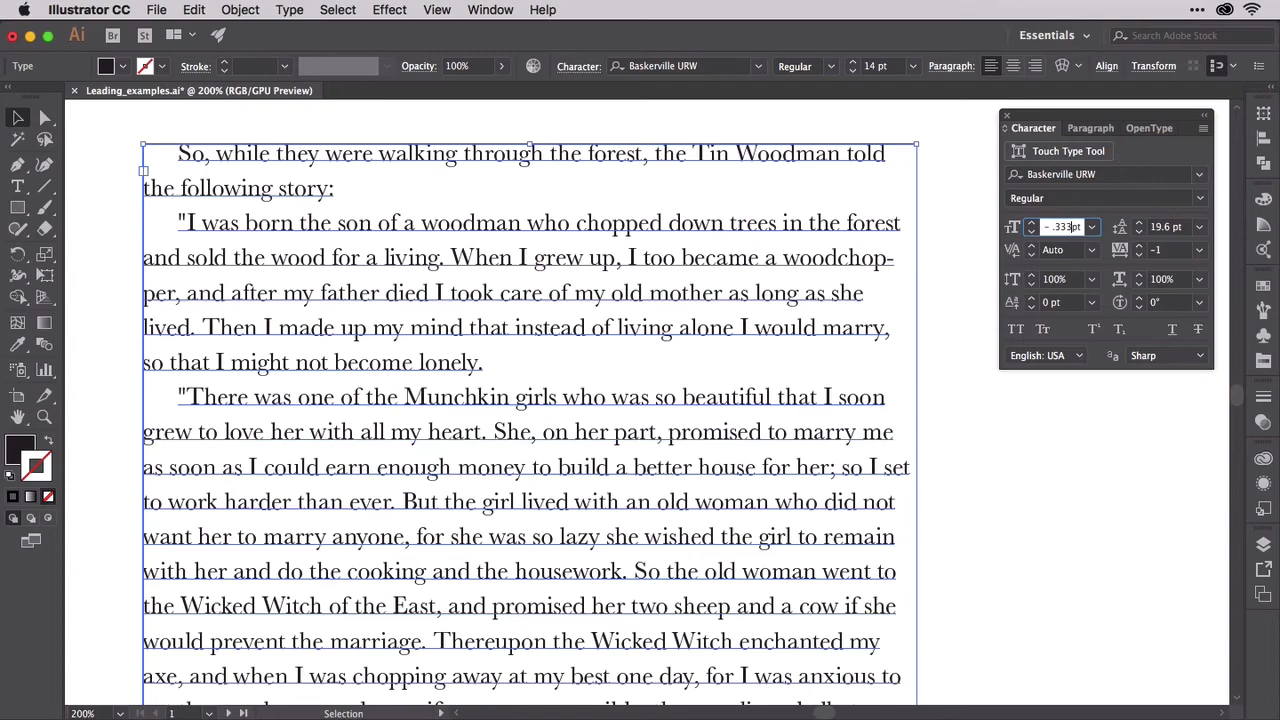 Illustrator CC File Edit Object Type Select Effect View Window Help
Ai Br St Essentials Search Adobe Stock
Type Stroke: Opacity: 100% Character: Baskerville URW Regular 14 pt Paragraph: Align Transform
× Leading_examples.ai* @ 200% (RGB/GPU Preview)
So, while they were walking through the forest, the Tin Woodman told
the following story:
"I was born the son of a woodman who chopped down trees in the forest
and sold the wood for a living. When I grew up, I too became a woodchop-
per, and after my father died I took care of my old mother as long as she
lived. Then I made up my mind that instead of living alone I would marry,
so that I might not become lonely.
"There was one of the Munchkin girls who was so beautiful that I soon
grew to love her with all my heart. She, on her part, promised to marry me
as soon as I could earn enough money to build a better house for her; so I set
to work harder than ever. But the girl lived with an old woman who did not
want her to marry anyone, for she was so lazy she wished the girl to remain
with her and do the cooking and the housework. So the old woman went to
the Wicked Witch of the East, and promised her two sheep and a cow if she
would prevent the marriage. Thereupon the Wicked Witch enchanted my
axe, and when I was chopping away at my best one day, for I was anxious to
Character Paragraph OpenType
Touch Type Tool
Baskerville URW
Regular
- .333pt 19.6 pt
Auto -1
100% 100%
0 pt 0°
English: USA Sharp
200% 1 Selection